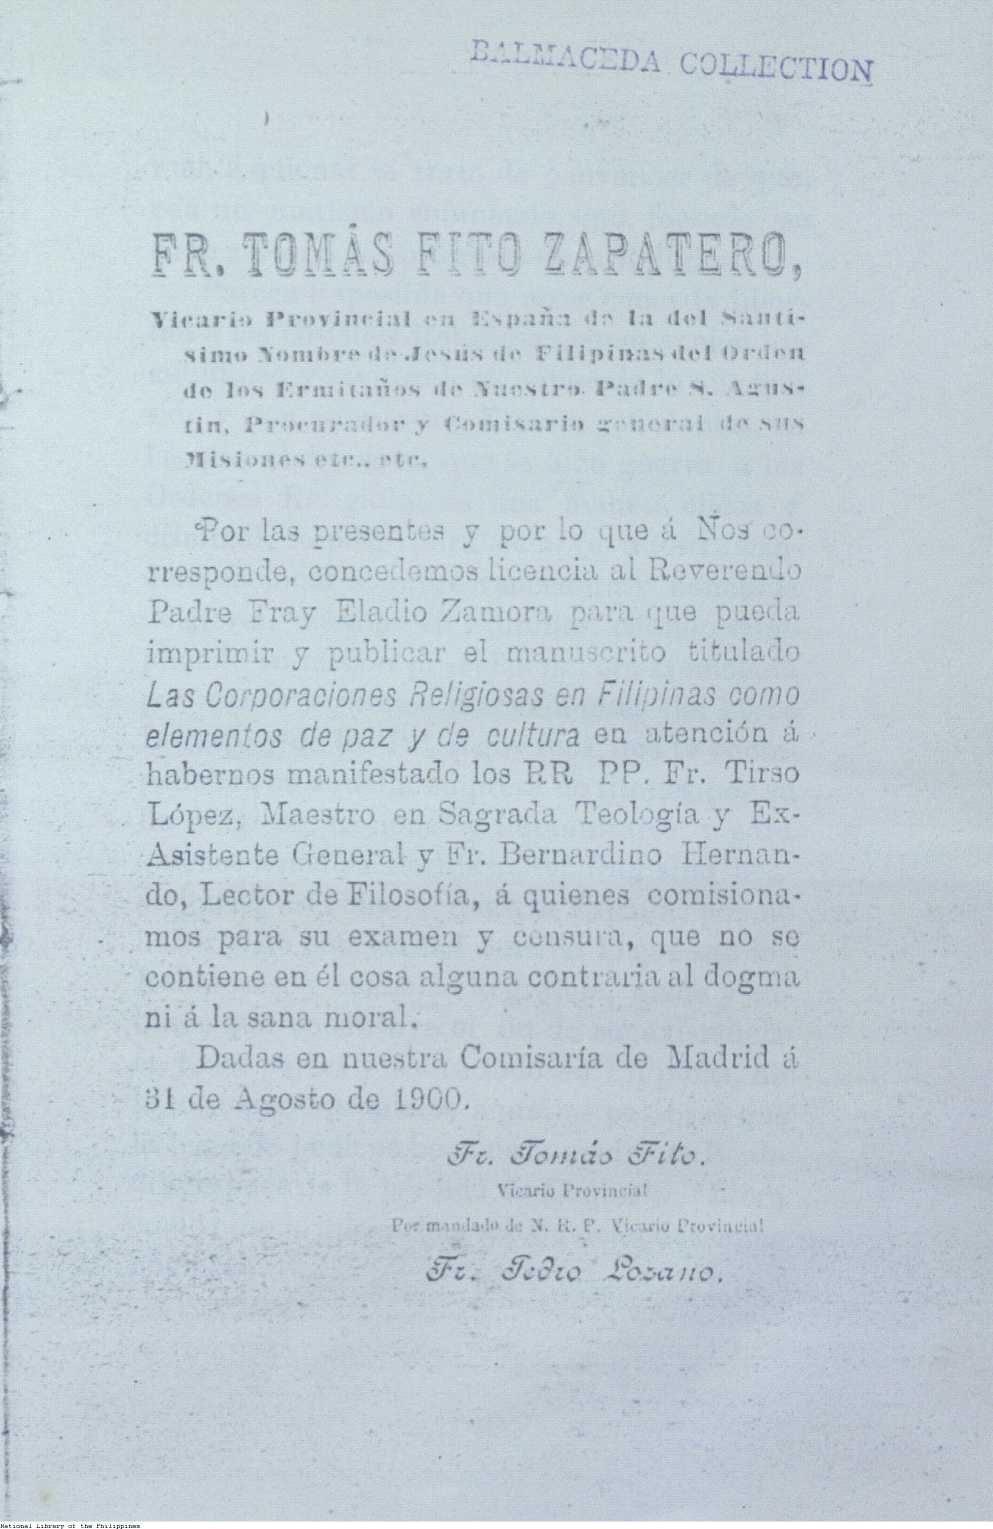 BALMACEDA COLLECTION
FR. TOMÁS FITO ZAPATERO,
Vicario Provincial en España de la del Santí-
simo Nombre de Jesús de Filipinas del Orden
de los Ermitaños de Nuestro Padre S. Agus-
tin, Procurador y Comisario general de sus
Misiones etc., etc.
Por las presentes y por lo que á Nos co-
rresponde, concedemos licencia al Reverendo
Padre Fray Eladio Zamora para que pueda
imprimir y publicar el manuscrito titulado
Las Corporaciones Religiosas en Filipinas como
elementos de paz y de cultura en atención á
habernos manifestado los RR PP. Fr. Tirso
López, Maestro en Sagrada Teología y Ex-
Asistente General y Fr. Bernardino Hernan-
do, Lector de Filosofía, á quienes comisiona-
mos para su examen y censura, que no se
contiene en él cosa alguna contraria al dogma
ni á la sana moral.
Dadas en nuestra Comisaría de Madrid á
31 de Agosto de 1900.
Fr. Tomás Fito.
Vicario Provincial
Por mandado de N. R. P. Vicario Provincial
Fr. Pedro Lozano.
National Library of the Philippines